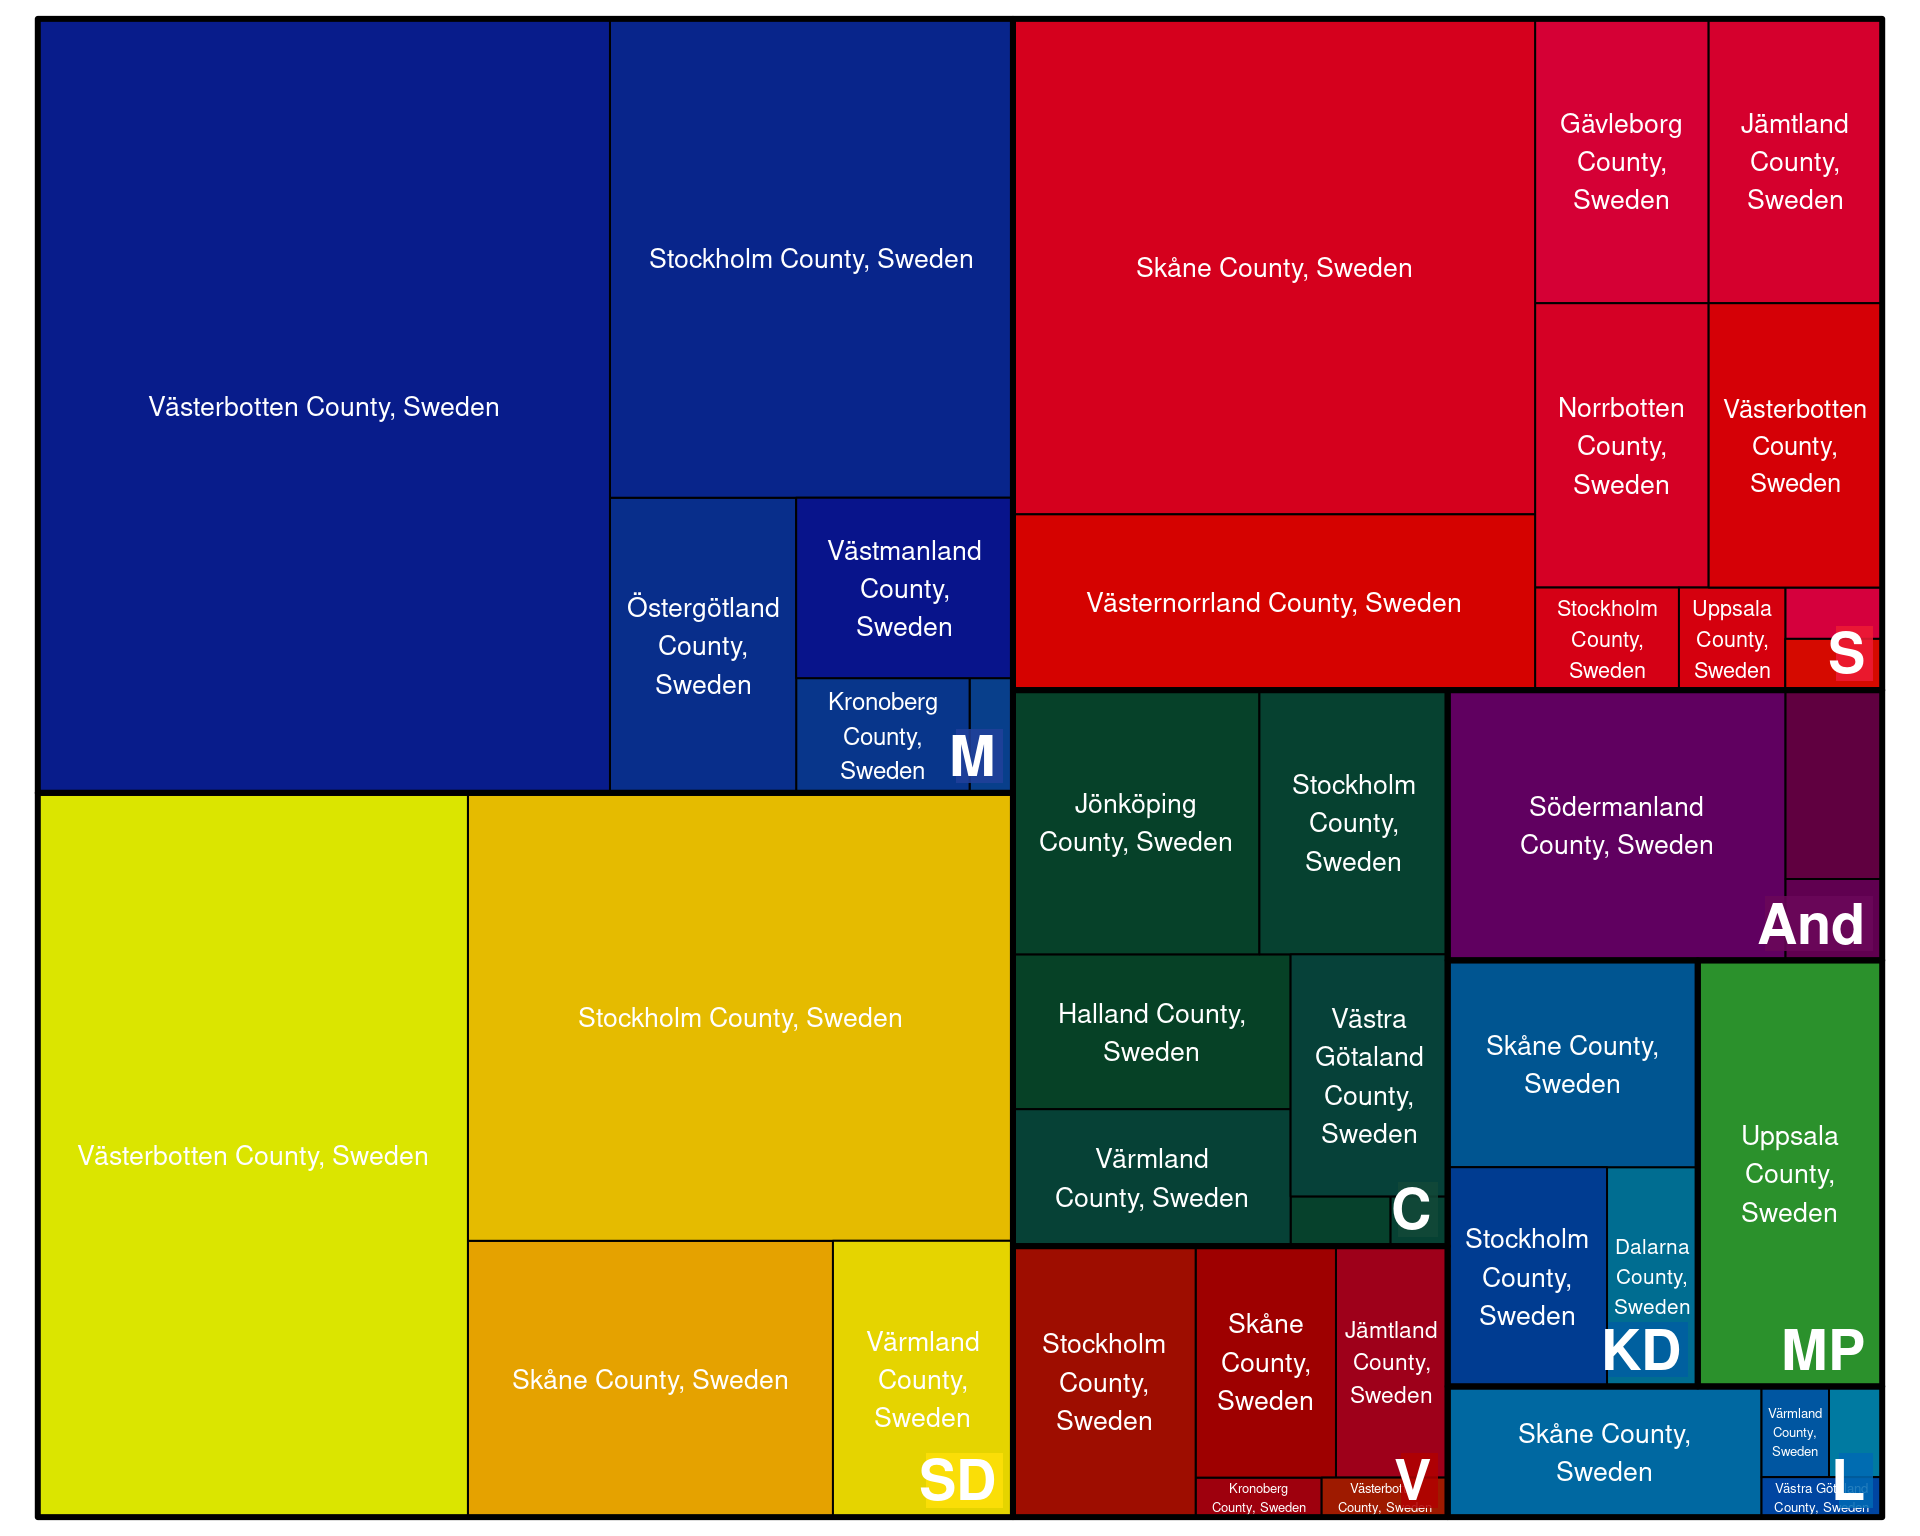 Västerbotten County, Sweden
Stockholm County, Sweden
Östergötland
County,
Sweden
Västmanland
County,
Sweden
Kronoberg
County,
Sweden
M
Skåne County, Sweden
Västernorrland County, Sweden
Gävleborg
County,
Sweden
Jämtland
County,
Sweden
Norrbotten
County,
Sweden
Västerbotten
County,
Sweden
Stockholm
County,
Sweden
Uppsala
County,
Sweden
S
Västerbotten County, Sweden
Stockholm County, Sweden
Skåne County, Sweden
Värmland
County,
Sweden
SD
Jönköping
County, Sweden
Stockholm
County,
Sweden
Halland County,
Sweden
Västra
Götaland
County,
Sweden
Värmland
County, Sweden
C
Södermanland
County, Sweden
And
Skåne County,
Sweden
Stockholm
County,
Sweden
Dalarna
County,
Sweden
KD
Uppsala
County,
Sweden
MP
Stockholm
County,
Sweden
Skåne
County,
Sweden
Jämtland
County,
Sweden
Kronoberg
County, Sweden
Västerbotten
County, Sweden
V
Skåne County,
Sweden
Värmland
County,
Sweden
Västra Götaland
County, Sweden
L